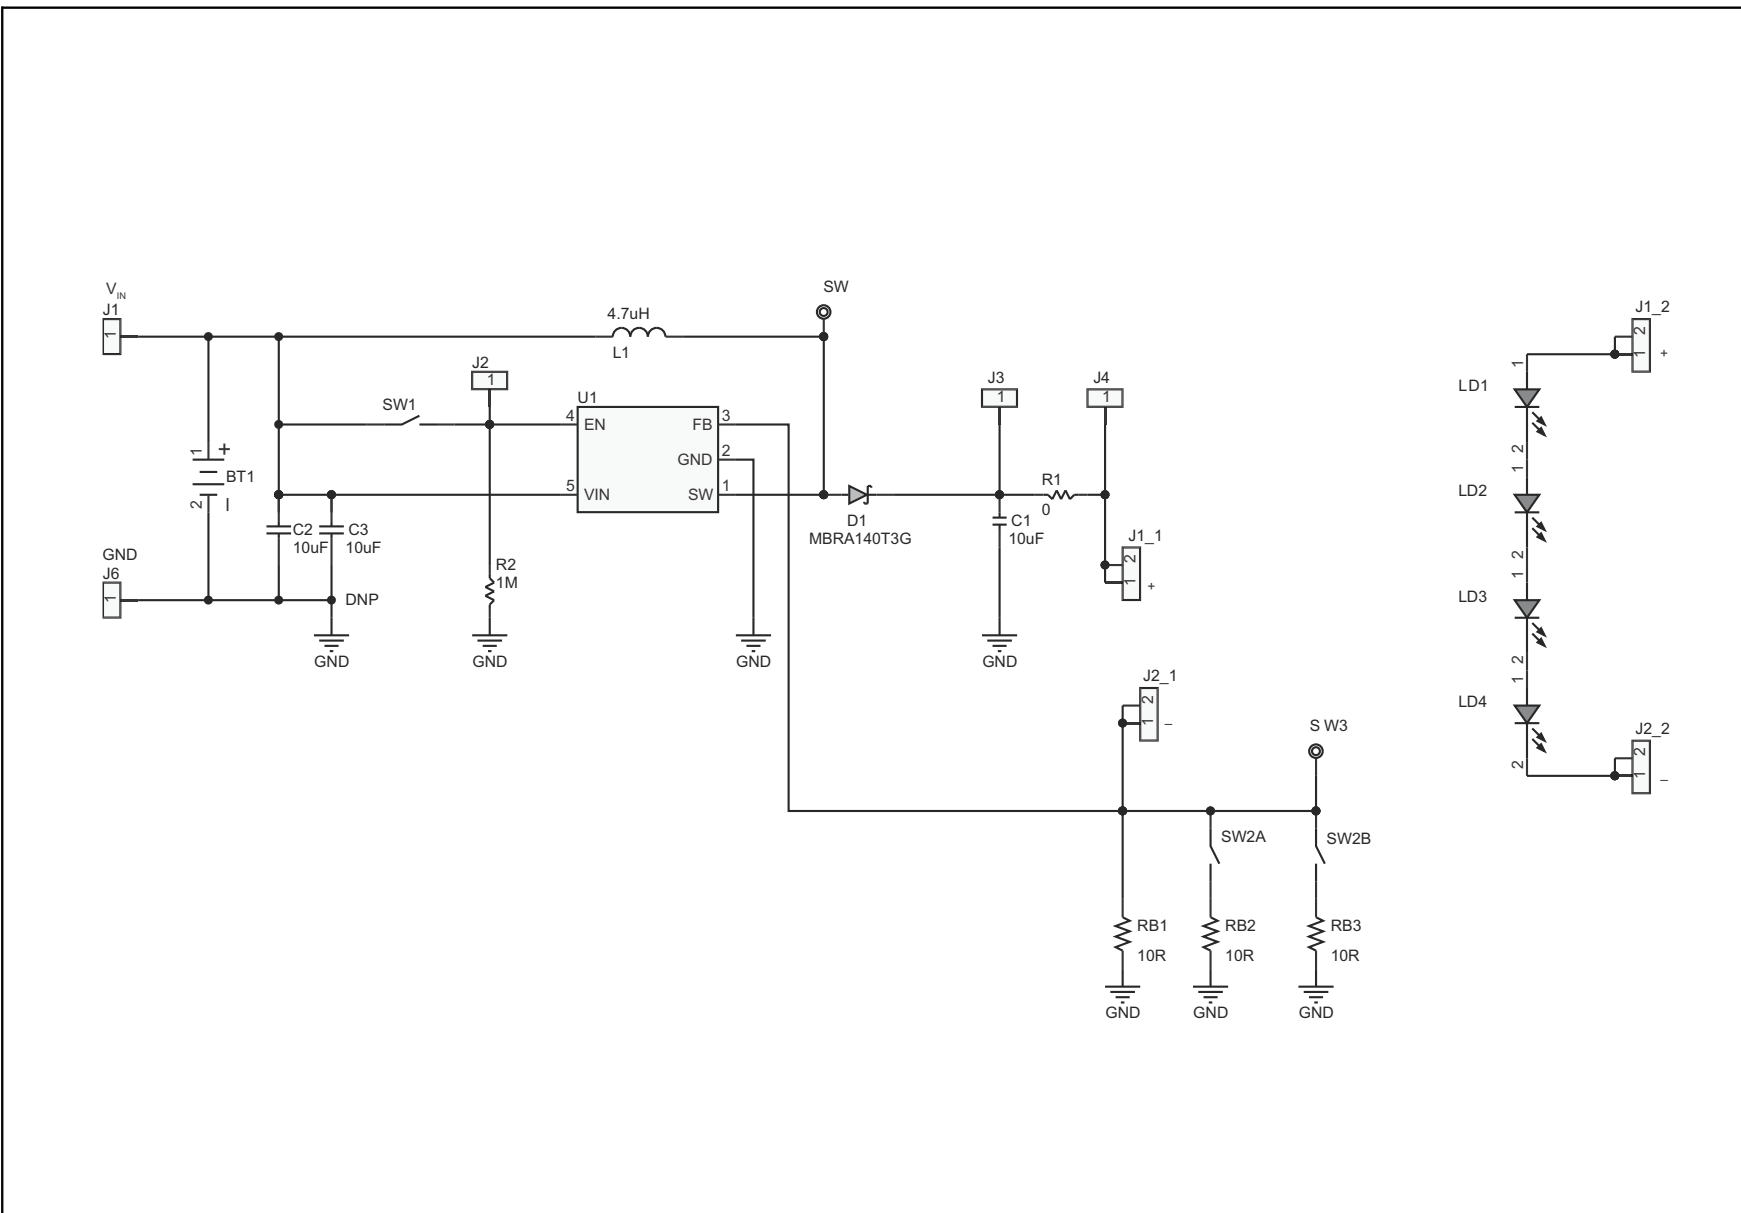 V_IN
J1
1
4.7uH
L1
SW
J2
1
SW1
U1
4
EN
FB
3
GND
2
5
VIN
SW
1
1
+
BT1
2
C2
10uF
C3
10uF
GND
J6
1
DNP
GND
R2
1M
GND
GND
D1
MBRA140T3G
J3
1
J4
1
R1
0
C1
10uF
GND
J1_1
2
1
+
J2_1
2
1
–
S W3
SW2A
SW2B
RB1
10R
GND
RB2
10R
GND
RB3
10R
GND
J1_2
2
1
+
1
LD1
2
1
LD2
2
1
LD3
2
1
LD4
2
J2_2
2
1
–